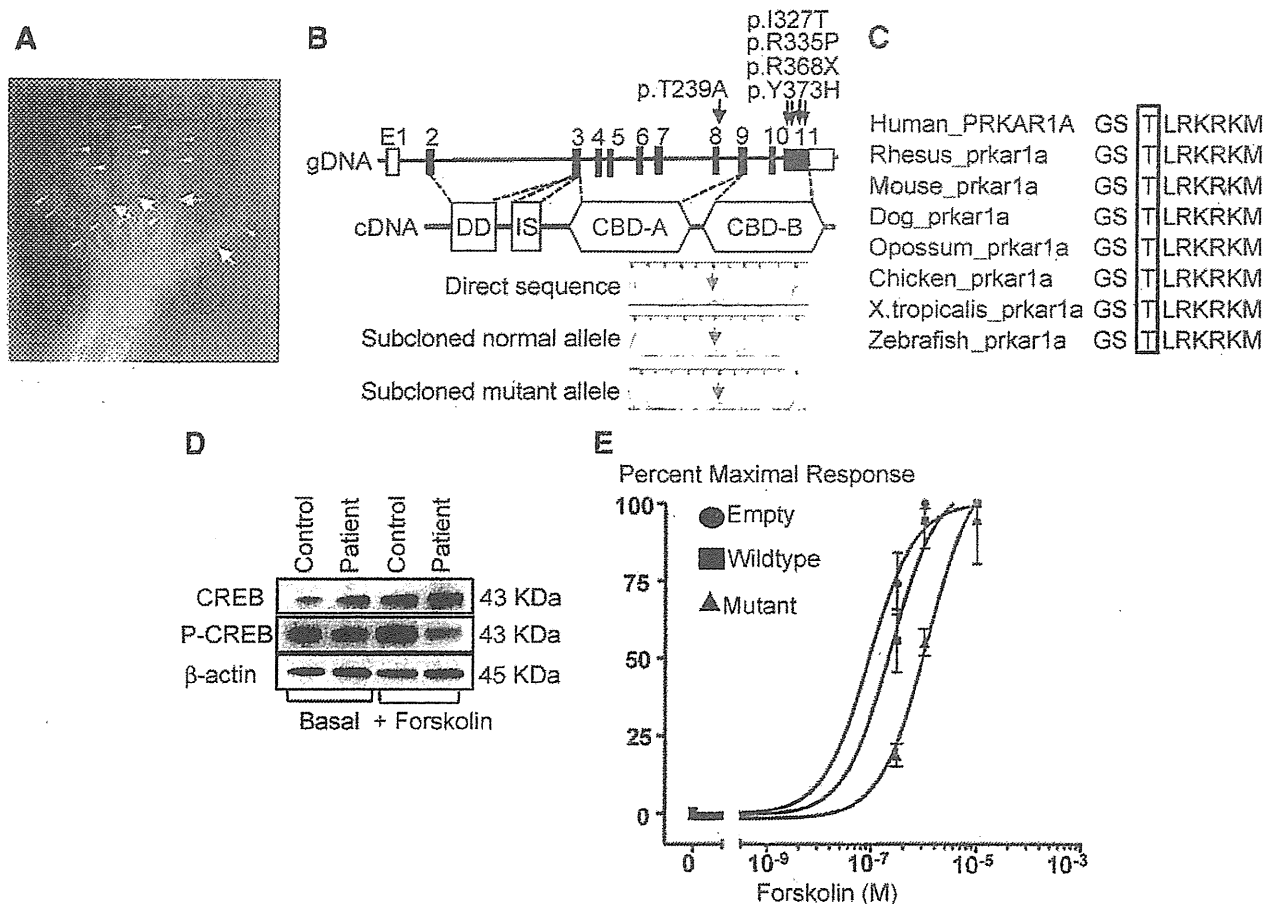 A
B
p.I327T
p.R335P
p.R368X
p.T239A p.Y373H
E1 2 3 4 5 6 7 8 9 10 11
gDNA
cDNA DD IS CBD-A CBD-B
Direct sequence
Subcloned normal allele
Subcloned mutant allele
C
Human_PRKAR1A GS T LRKRKM
Rhesus_prkar1a GS T LRKRKM
Mouse_prkar1a GS T LRKRKM
Dog_prkar1a GS T LRKRKM
Opossum_prkar1a GS T LRKRKM
Chicken_prkar1a GS T LRKRKM
X.tropicalis_prkar1a GS T LRKRKM
Zebrafish_prkar1a GS T LRKRKM
D
Control Patient Control Patient
CREB 43 KDa
P-CREB 43 KDa
β-actin 45 KDa
Basal + Forskolin
E
Percent Maximal Response
100
75
50
25
0
Empty
Wildtype
Mutant
0 10-9 10-7 10-5 10-3
Forskolin (M)